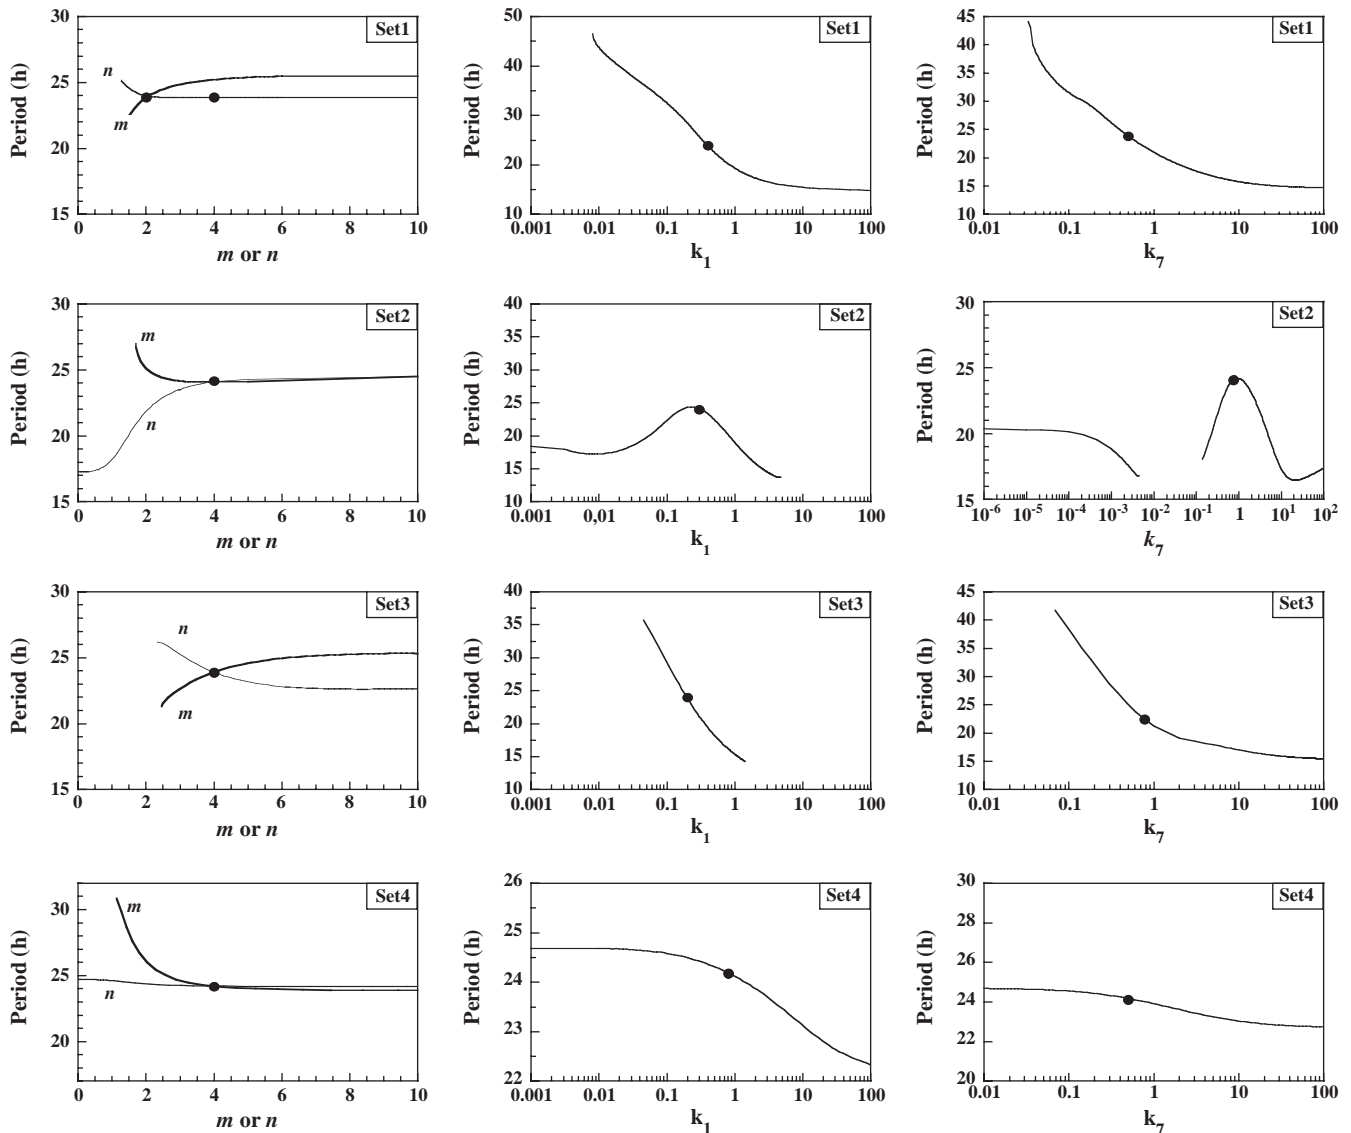 30
25
20
15
Period (h)
Set1
n
m
0 2 4 6 8 10
m or n
50
40
30
20
10
Period (h)
Set1
0.001 0.01 0.1 1 10 100
k1
45
40
35
30
25
20
15
10
Period (h)
Set1
0.01 0.1 1 10 100
k7
30
25
20
15
Period (h)
Set2
m
n
0 2 4 6 8 10
m or n
40
35
30
25
20
15
10
Period (h)
Set2
0.001 0,01 0.1 1 10 100
k1
30
25
20
15
Period (h)
Set2
10^-6 10^-5 10^-4 10^-3 10^-2 10^-1 1 10^1 10^2
k7
30
25
20
15
Period (h)
Set3
n
m
0 2 4 6 8 10
m or n
40
35
30
25
20
15
10
Period (h)
Set3
0.001 0.01 0.1 1 10 100
k1
45
40
35
30
25
20
15
10
Period (h)
Set3
0.01 0.1 1 10 100
k7
30
25
20
Period (h)
Set4
m
n
0 2 4 6 8 10
m or n
26
25
24
23
22
Period (h)
Set4
0.001 0.01 0.1 1 10 100
k1
30
28
26
24
22
20
Period (h)
Set4
0.01 0.1 1 10 100
k7